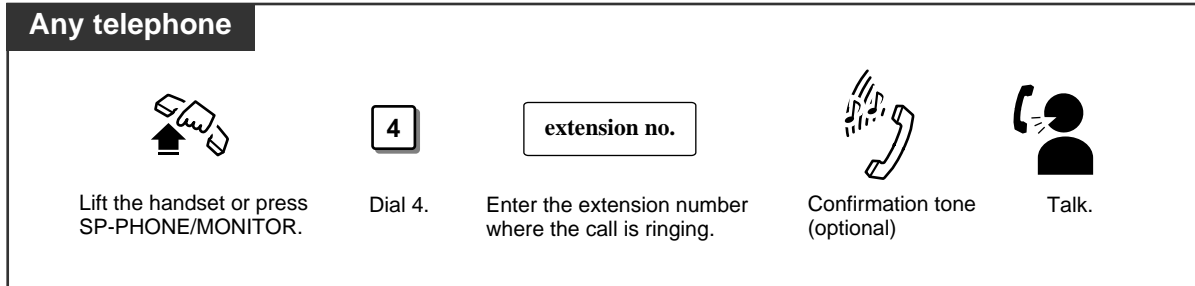 Any telephone
4
extension no.
Lift the handset or press
SP-PHONE/MONITOR.
Dial 4.
Enter the extension number
where the call is ringing.
Confirmation tone
(optional)
Talk.